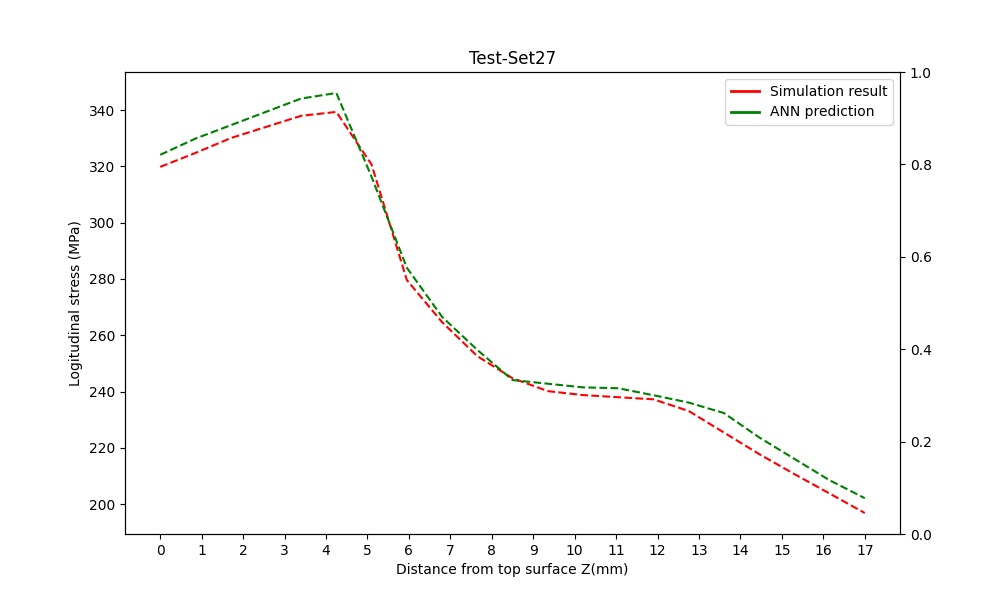 Test-Set27
Simulation result
ANN prediction
Logitudinal stress (MPa)
340
320
300
280
260
240
220
200
1.0
0.8
0.6
0.4
0.2
0.0
0 1 2 3 4 5 6 7 8 9 10 11 12 13 14 15 16 17
Distance from top surface Z(mm)